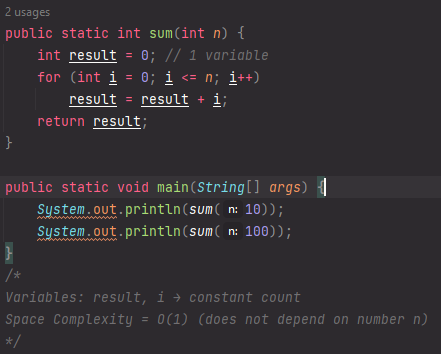 2 usages
public static int sum(int n) {
int result = 0; // 1 variable
for (int i = 0; i <= n; i++)
result = result + i;
return result;
}
public static void main(String[] args) {
System.out.println(sum( n: 10));
System.out.println(sum( n: 100));
}
/*
Variables: result, i → constant count
Space Complexity = O(1) (does not depend on number n)
*/